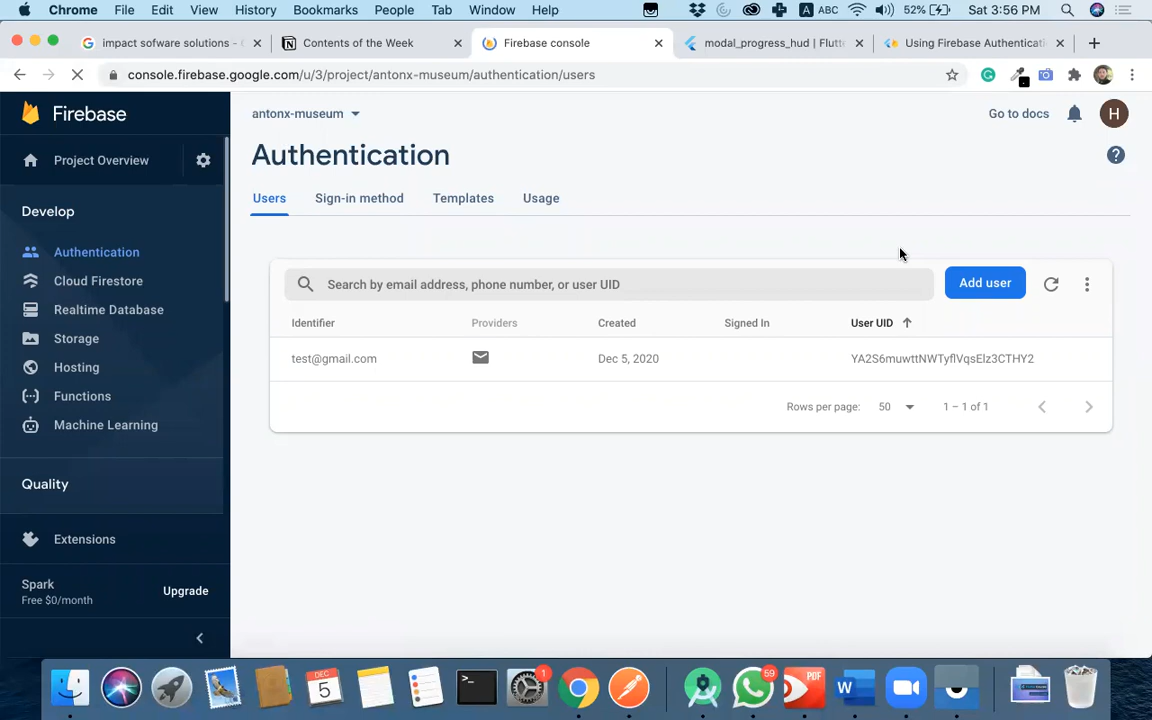 Chrome File Edit View History Bookmarks People Tab Window Help A ABC 52% Sat 3:56 PM
impact sofware solutions - G Contents of the Week Firebase console modal_progress_hud | Flutte Using Firebase Authenticati
console.firebase.google.com/u/3/project/antonx-museum/authentication/users
Firebase
antonx-museum
Go to docs
H
Project Overview
Authentication
Users Sign-in method Templates Usage
Develop
Authentication
Cloud Firestore
Realtime Database
Storage
Hosting
Functions
Machine Learning
Quality
Extensions
Spark
Free $0/month
Upgrade
Search by email address, phone number, or user UID
Add user
Identifier Providers Created Signed In User UID
test@gmail.com Dec 5, 2020 YA2S6muwttNWTyflVqsElz3CTHY2
Rows per page: 50 1 – 1 of 1
DEC
5
1
59
PDF
W